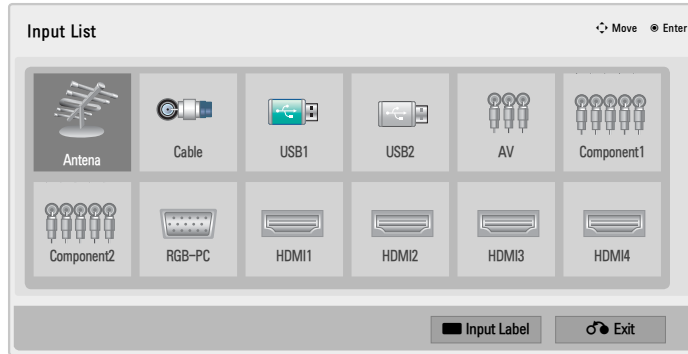 Input List
Move
Enter
Antena
Cable
USB1
USB2
AV
Component1
Component2
RGB-PC
HDMI1
HDMI2
HDMI3
HDMI4
Input Label
Exit